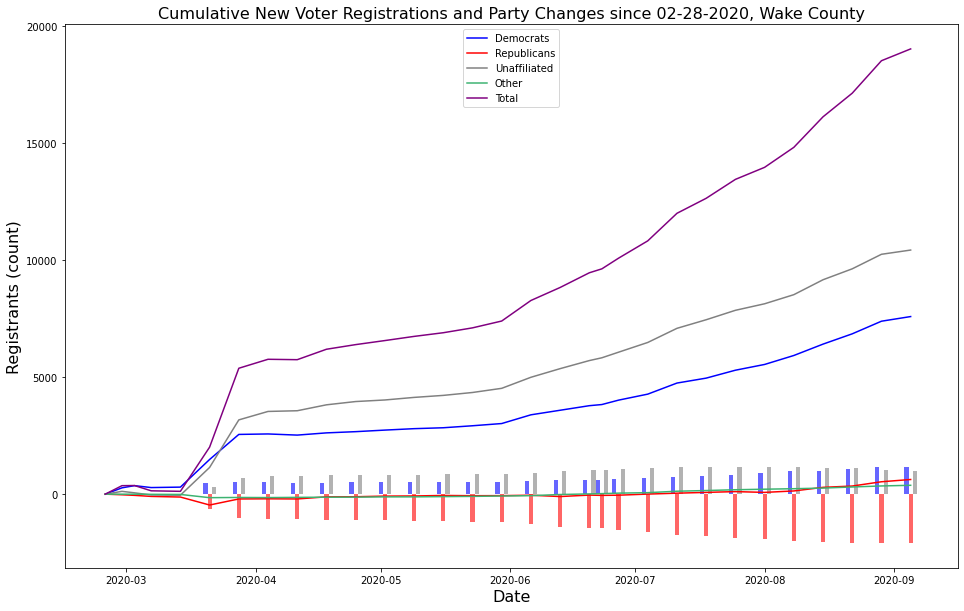 Cumulative New Voter Registrations and Party Changes since 02-28-2020, Wake County
Democrats
Republicans
Unaffiliated
Other
Total
Registrants (count)
20000
15000
10000
5000
0
2020-03 2020-04 2020-05 2020-06 2020-07 2020-08 2020-09
Date